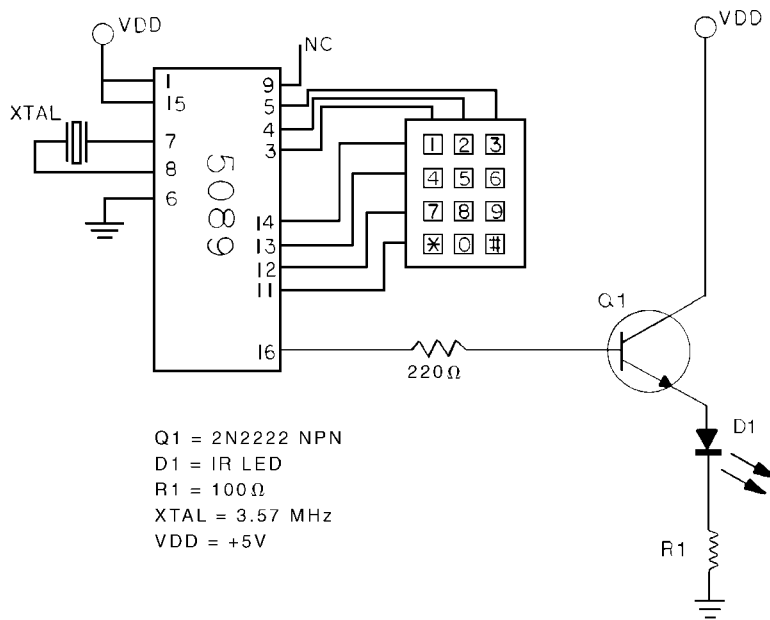 VDD
VDD
NC
1
15
XTAL
7
8
6
5089
9
5
4
3
14
13
12
11
16
1 2 3
4 5 6
7 8 9
* 0 #
Q1
220Ω
D1
R1
Q1 = 2N2222 NPN
D1 = IR LED
R1 = 100Ω
XTAL = 3.57 MHz
VDD = +5V